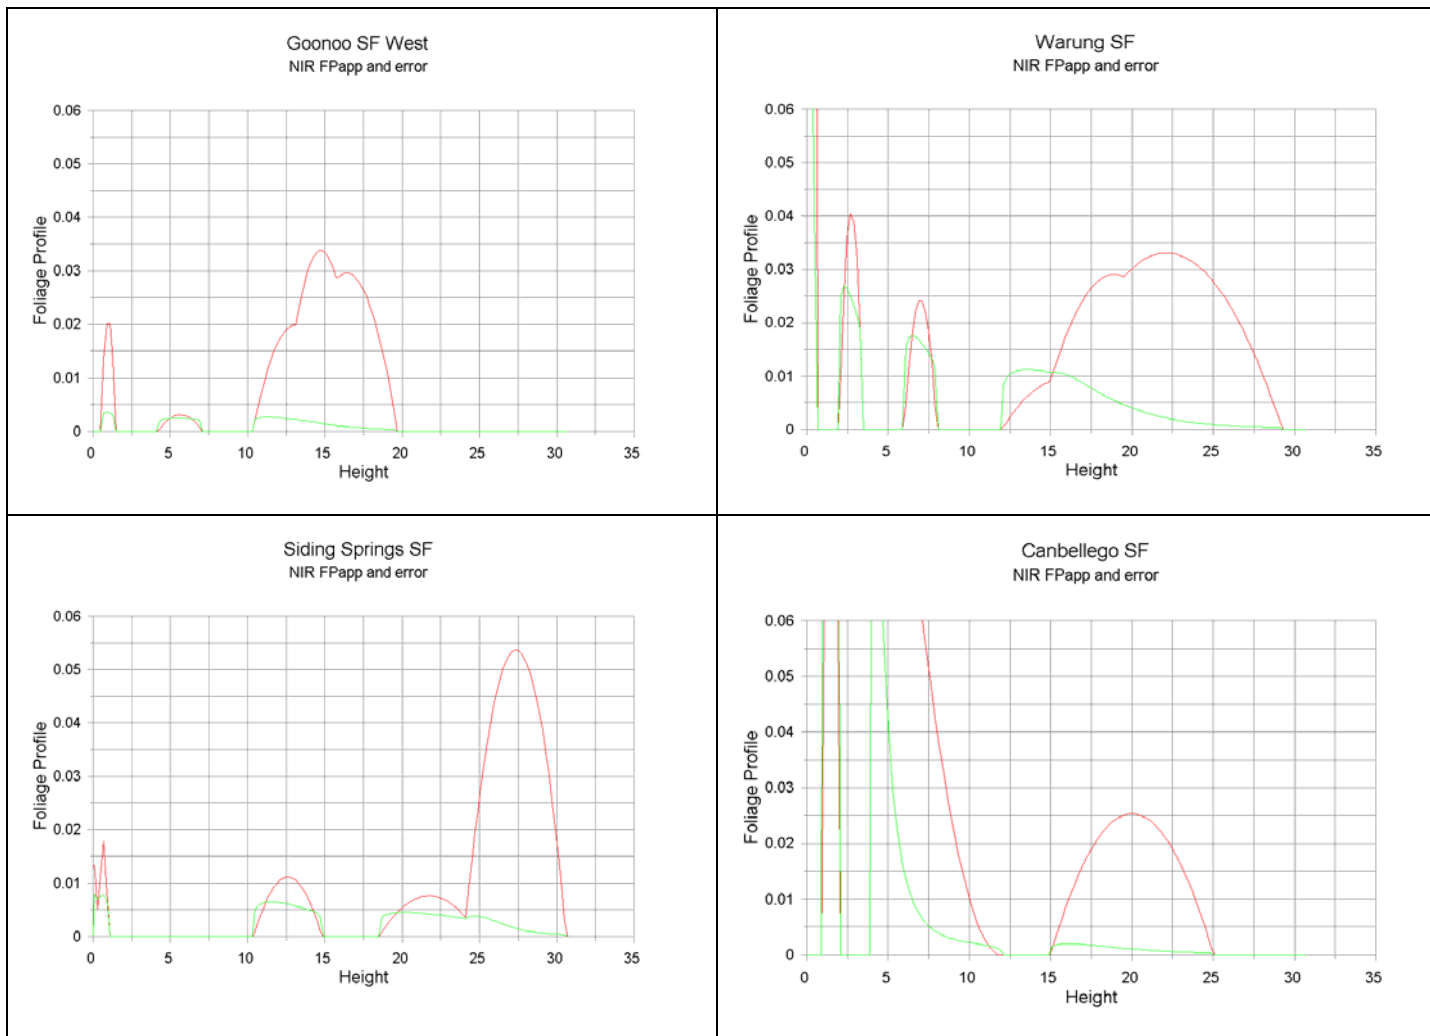 Goonoo SF West
NIR FPapp and error
0.06
0.05
0.04
0.03
0.02
0.01
0
Foliage Profile
0 5 10 15 20 25 30 35
Height
Warung SF
NIR FPapp and error
0.06
0.05
0.04
0.03
0.02
0.01
0
Foliage Profile
0 5 10 15 20 25 30 35
Height
Siding Springs SF
NIR FPapp and error
0.06
0.05
0.04
0.03
0.02
0.01
0
Foliage Profile
0 5 10 15 20 25 30 35
Height
Canbellego SF
NIR FPapp and error
0.06
0.05
0.04
0.03
0.02
0.01
0
Foliage Profile
0 5 10 15 20 25 30 35
Height